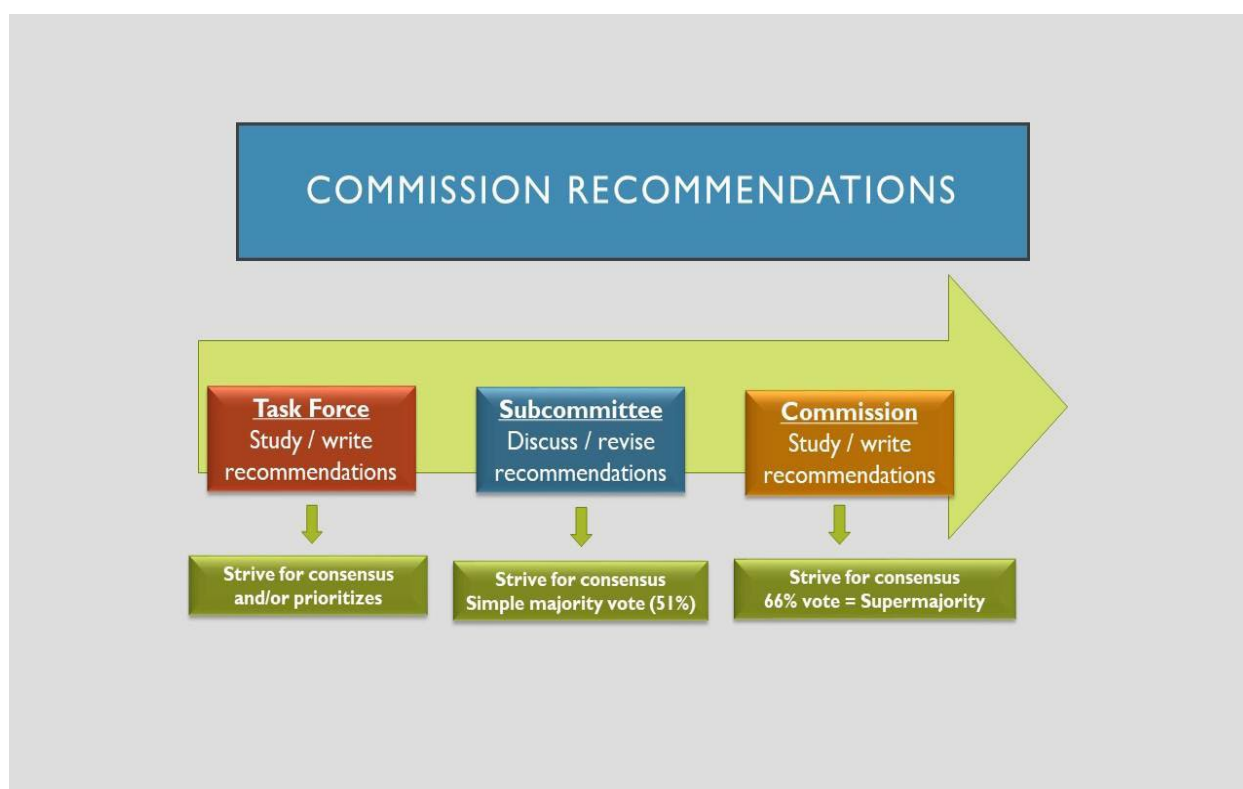 COMMISSION RECOMMENDATIONS
Task Force
Study / write
recommendations
Subcommittee
Discuss / revise
recommendations
Commission
Study / write
recommendations
Strive for consensus
and/or prioritizes
Strive for consensus
Simple majority vote (51%)
Strive for consensus
66% vote = Supermajority